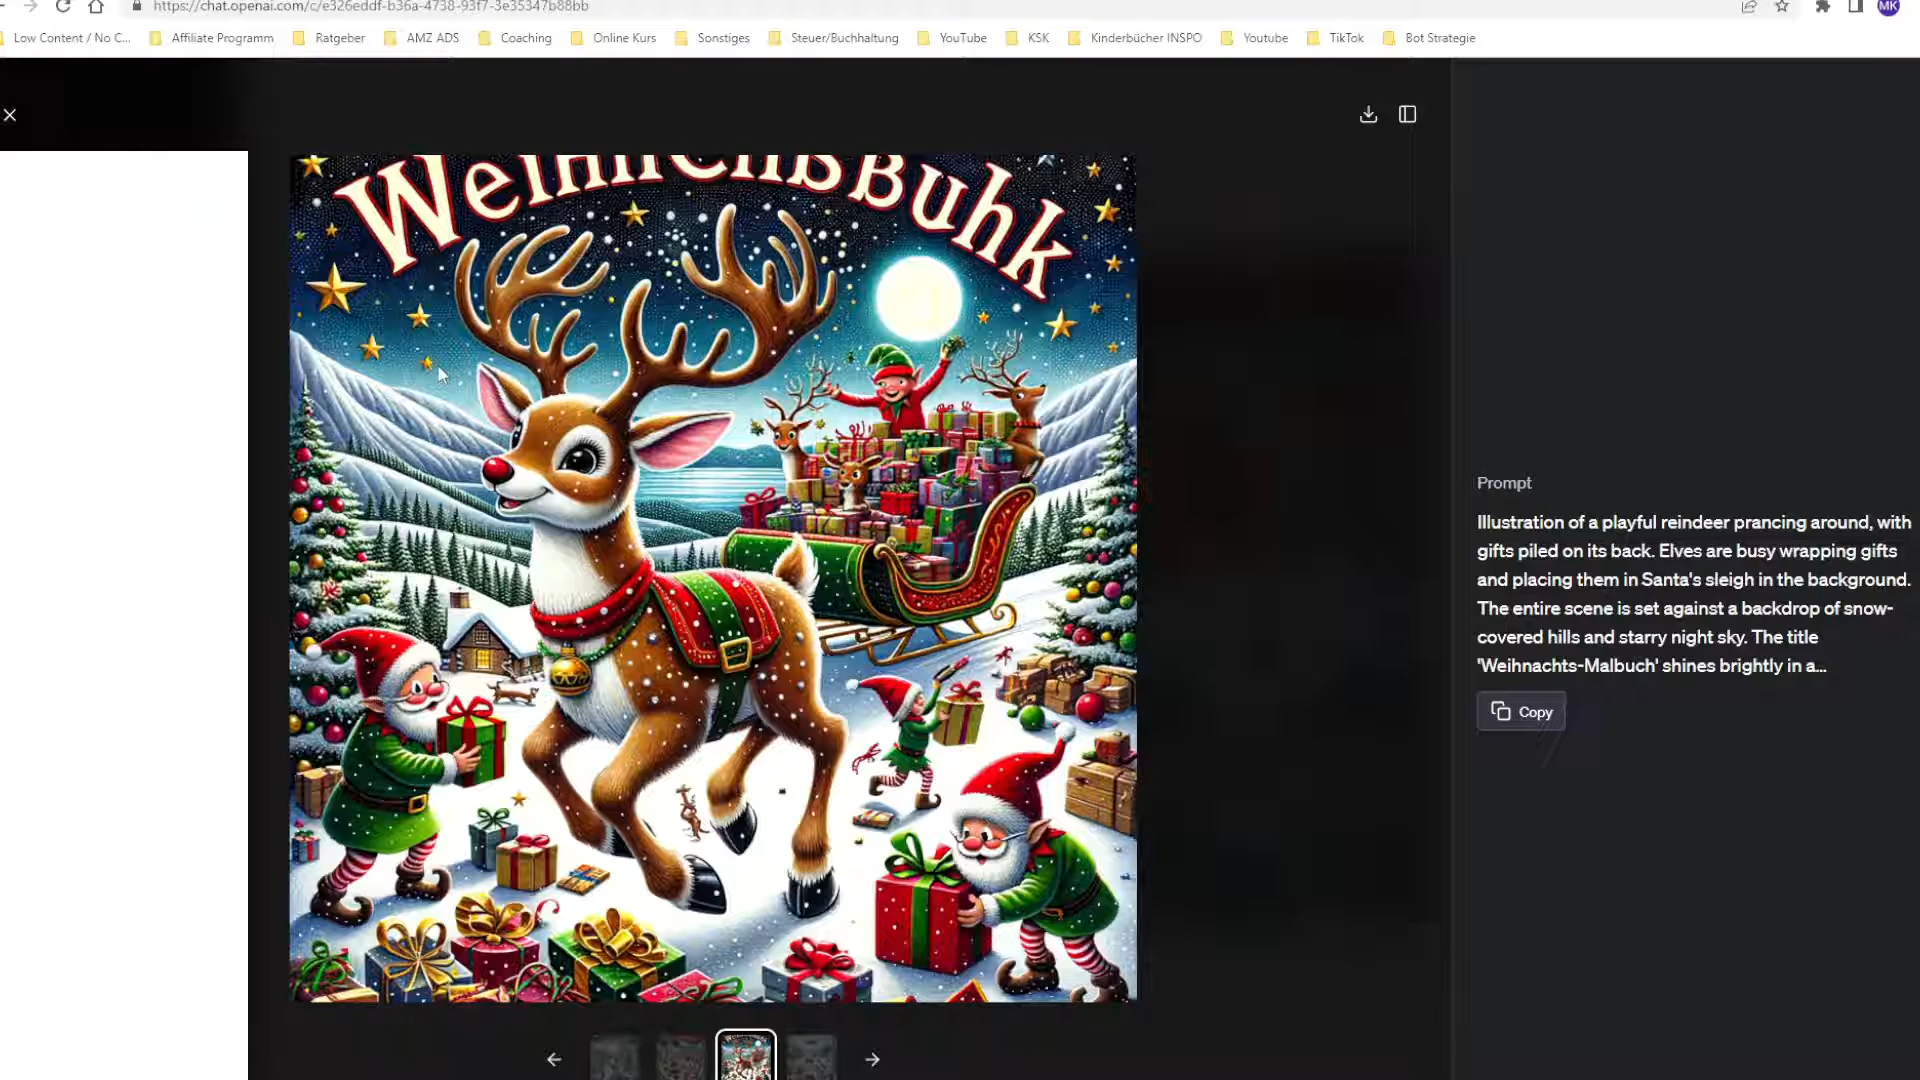 https://chat.openai.com/c/e326eddf-b36a-4738-93f7-3e35347b88bb
MK
Low Content / No C...
Affiliate Programm
Ratgeber
AMZ ADS
Coaching
Online Kurs
Sonstiges
Steuer/Buchhaltung
YouTube
KSK
Kinderbücher INSPO
Youtube
TikTok
Bot Strategie
Prompt
Illustration of a playful reindeer prancing around, with
gifts piled on its back. Elves are busy wrapping gifts
and placing them in Santa's sleigh in the background.
The entire scene is set against a backdrop of snow-
covered hills and starry night sky. The title
'Weihnachts-Malbuch' shines brightly in a...
Copy